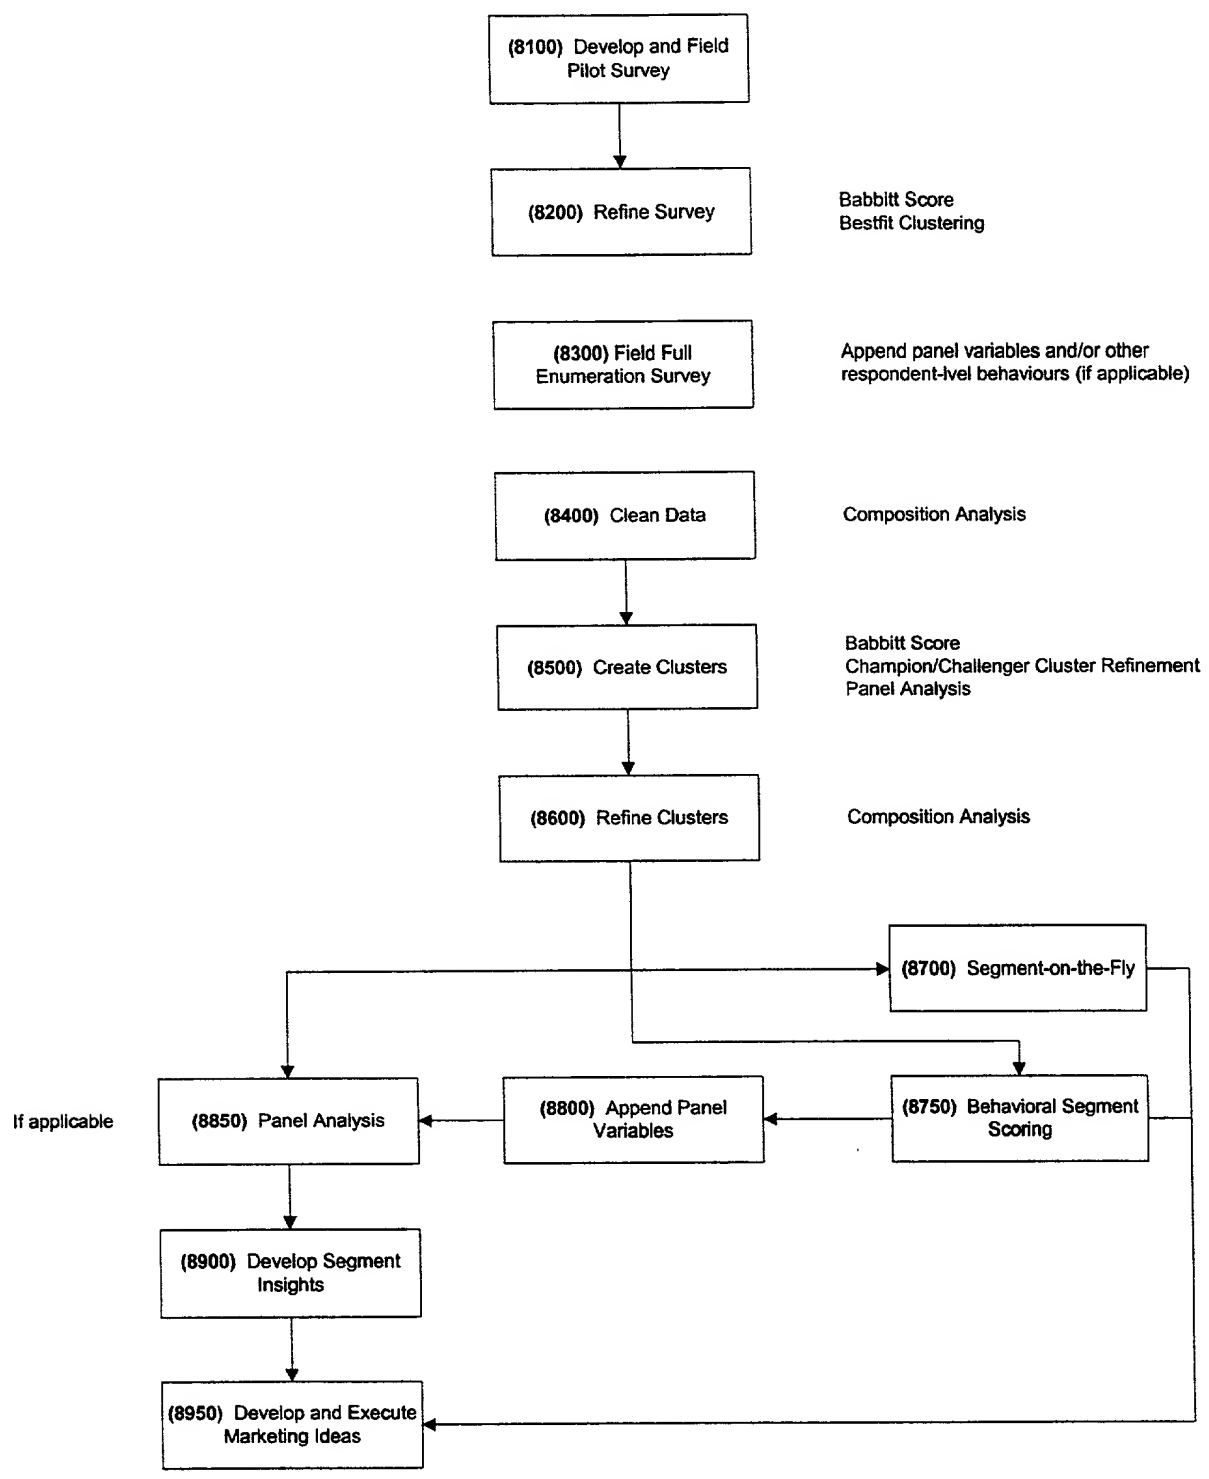 (8100) Develop and Field
Pilot Survey
(8200) Refine Survey
Babbitt Score
Bestfit Clustering
(8300) Field Full
Enumeration Survey
Append panel variables and/or other
respondent-lvel behaviours (if applicable)
(8400) Clean Data
Composition Analysis
(8500) Create Clusters
Babbitt Score
Champion/Challenger Cluster Refinement
Panel Analysis
(8600) Refine Clusters
Composition Analysis
(8700) Segment-on-the-Fly
If applicable
(8850) Panel Analysis
(8800) Append Panel
Variables
(8750) Behavioral Segment
Scoring
(8900) Develop Segment
Insights
(8950) Develop and Execute
Marketing Ideas